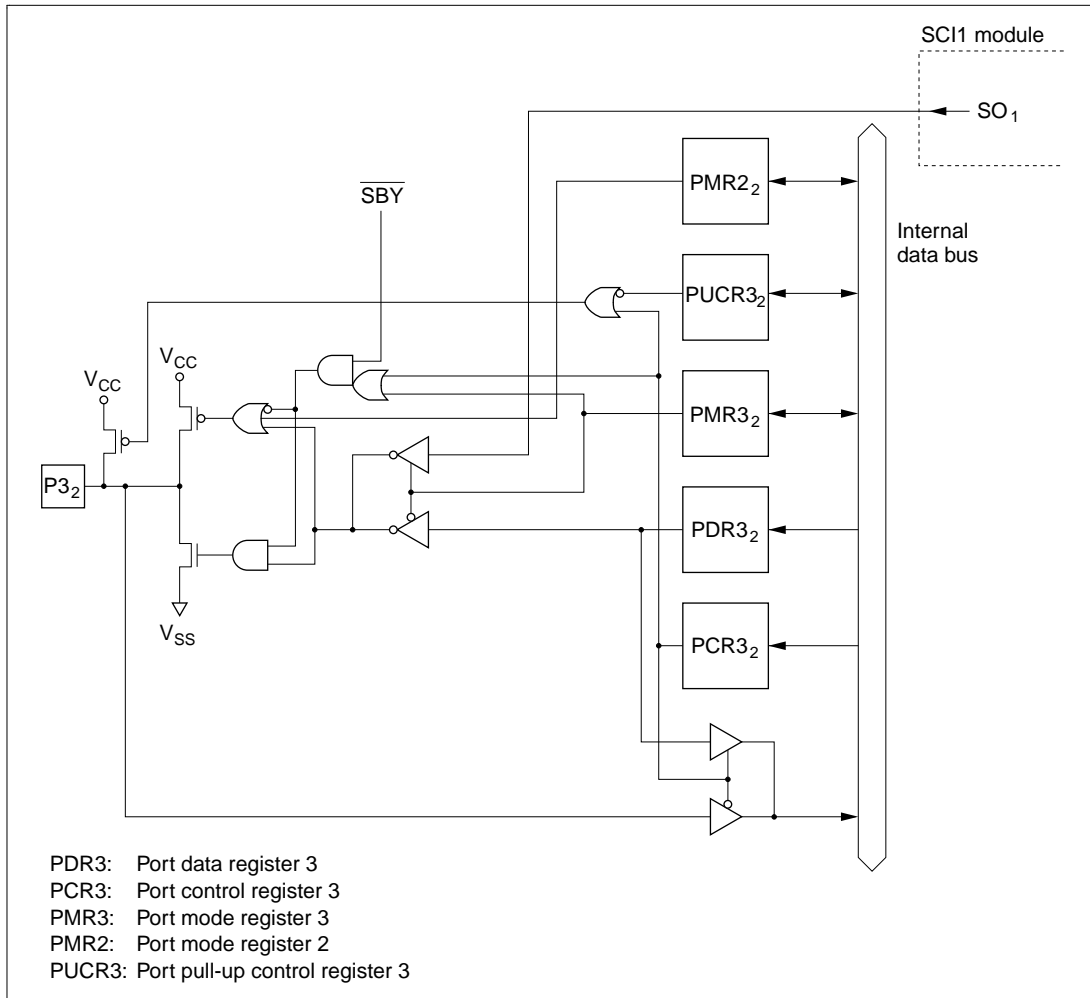 SCI1 module
SO1
PMR22
SBY
Internal
data bus
PUCR32
VCC
VCC
PMR32
P32
PDR32
VSS
PCR32
PDR3: Port data register 3
PCR3: Port control register 3
PMR3: Port mode register 3
PMR2: Port mode register 2
PUCR3: Port pull-up control register 3